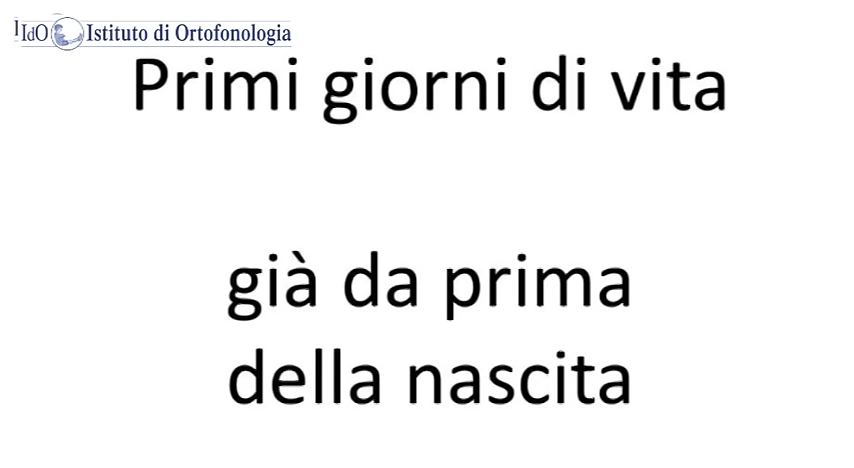 IdO Istituto di Ortofonologia
Primi giorni di vita
già da prima
della nascita